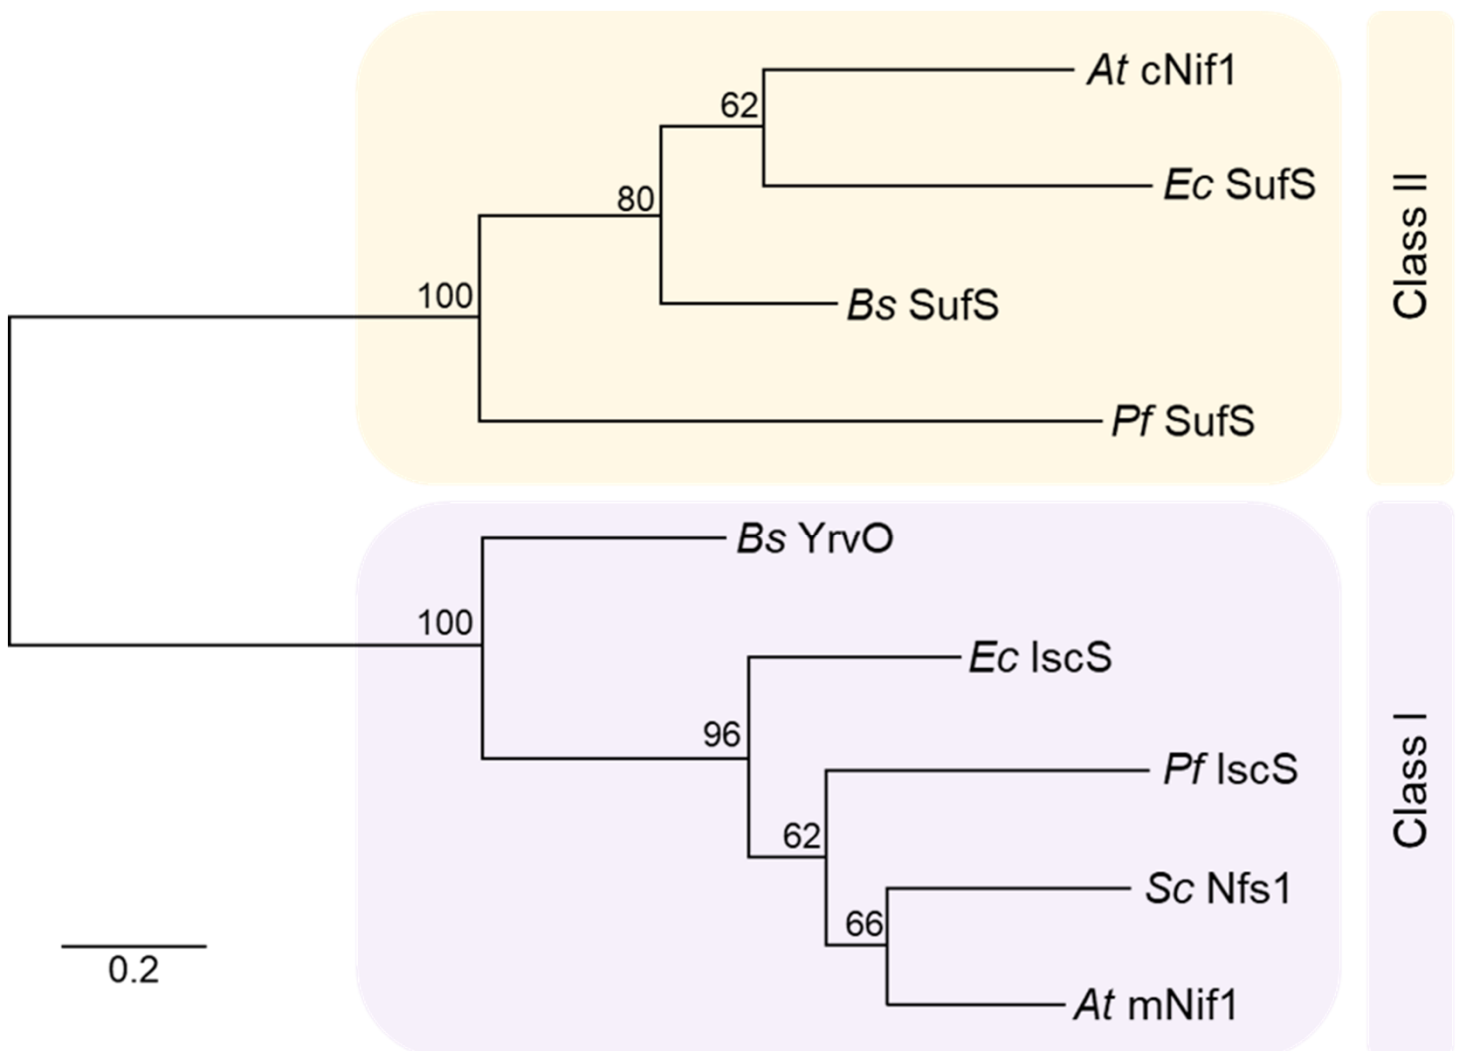 At cNif1
62
Ec SufS
80
Bs SufS
100
Pf SufS
Class II
Bs YrvO
100
Ec IscS
96
Pf IscS
62
Sc Nfs1
66
At mNif1
Class I
0.2